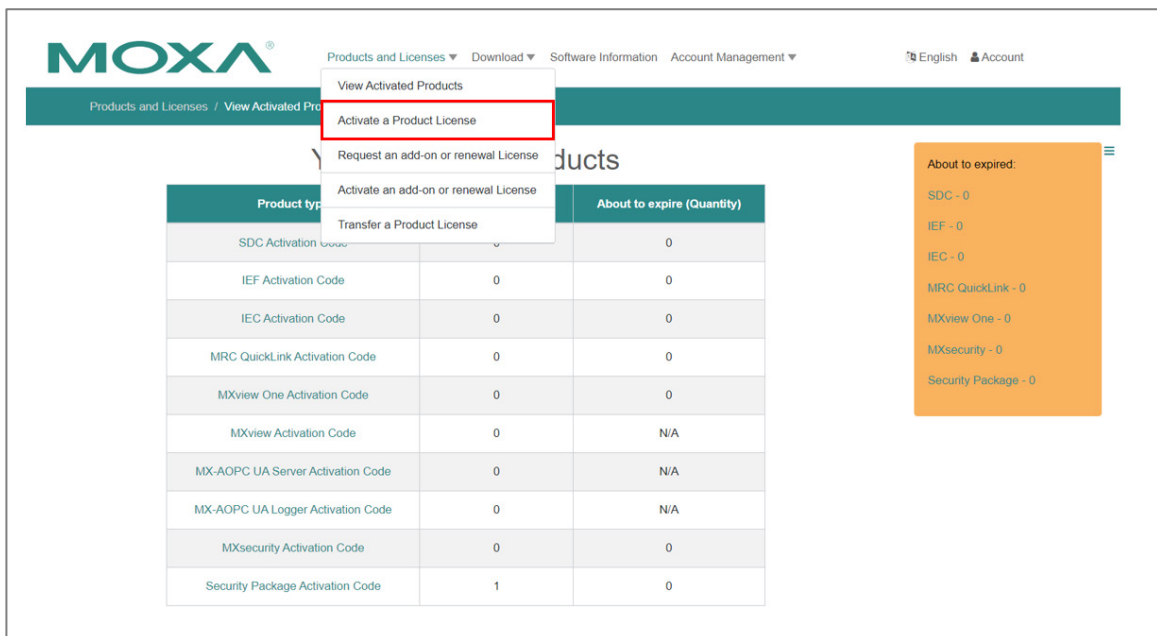 MOXA®
Products and Licenses ▼ Download ▼ Software Information Account Management ▼ English Account
Products and Licenses / View Activated Pro
View Activated Products
Activate a Product License
Request an add-on or renewal License
Activate an add-on or renewal License
Transfer a Product License
Y ducts
Product typ About to expire (Quantity)
SDC Activation 0
IEF Activation Code 0 0
IEC Activation Code 0 0
MRC QuickLink Activation Code 0 0
MXview One Activation Code 0 0
MXview Activation Code 0 N/A
MX-AOPC UA Server Activation Code 0 N/A
MX-AOPC UA Logger Activation Code 0 N/A
MXsecurity Activation Code 0 0
Security Package Activation Code 1 0
About to expired:
SDC - 0
IEF - 0
IEC - 0
MRC QuickLink - 0
MXview One - 0
MXsecurity - 0
Security Package - 0